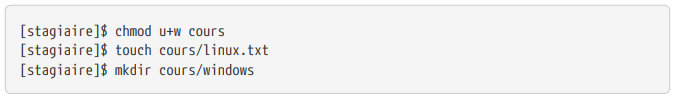 [stagiaire]$ chmod u+w cours
[stagiaire]$ touch cours/linux.txt
[stagiaire]$ mkdir cours/windows